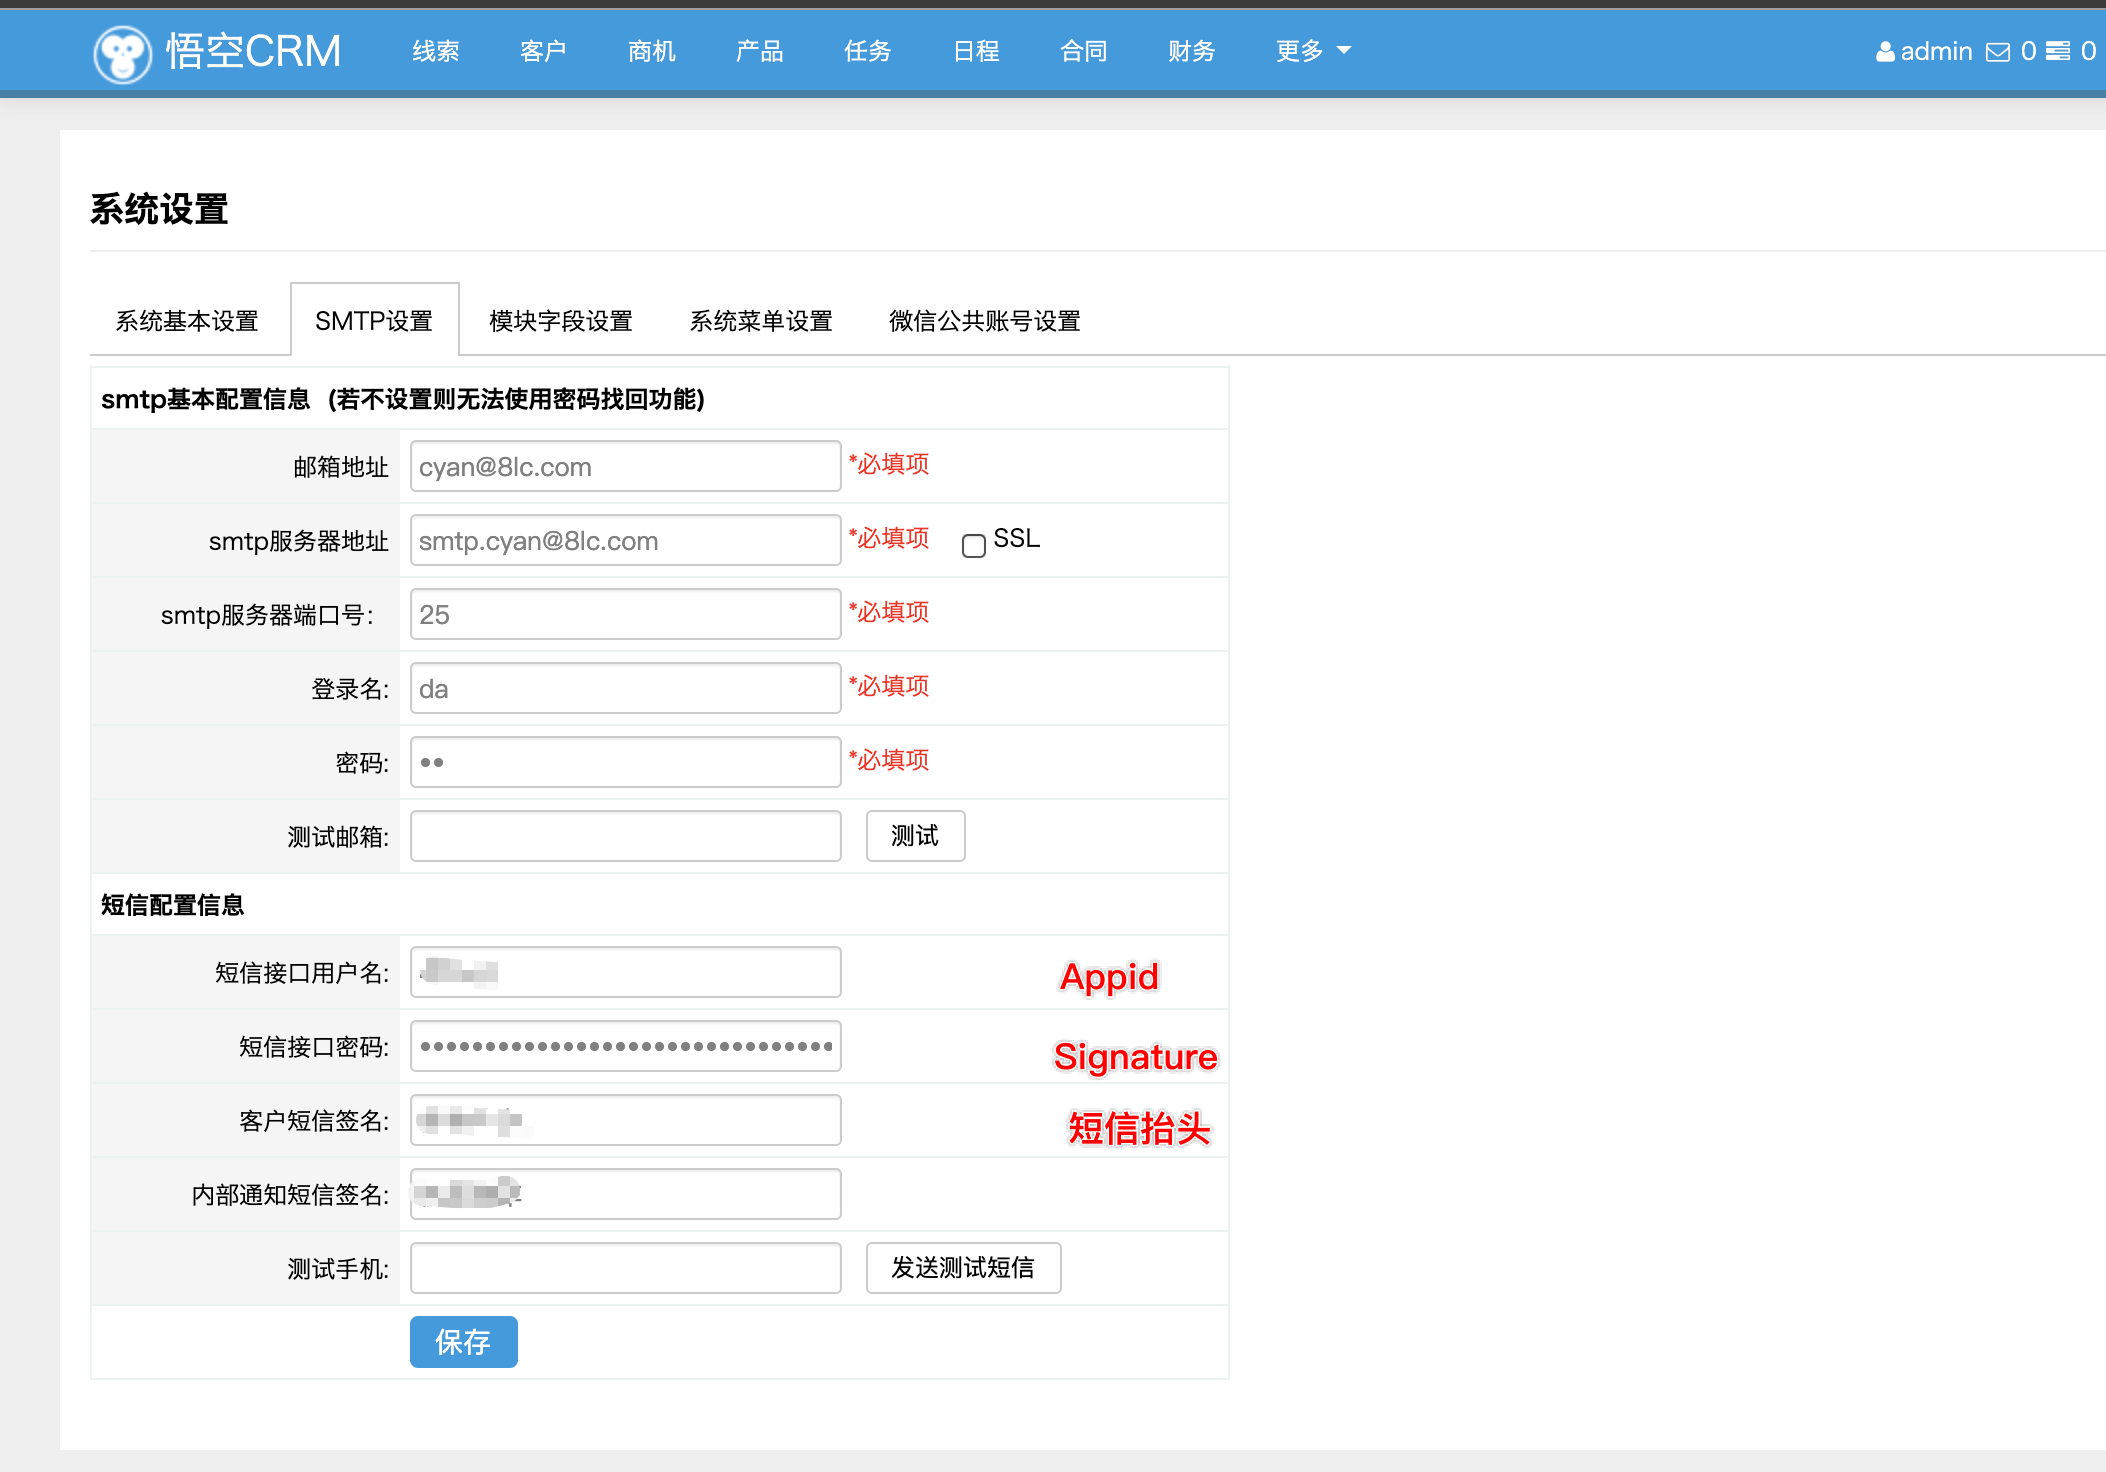 悟空CRM 线索 客户 商机 产品 任务 日程 合同 财务 更多 admin 0 0
系统设置
系统基本设置 SMTP设置 模块字段设置 系统菜单设置 微信公共账号设置
smtp基本配置信息 (若不设置则无法使用密码找回功能)
邮箱地址 cyan@8lc.com *必填项
smtp服务器地址 smtp.cyan@8lc.com *必填项 SSL
smtp服务器端口号： 25 *必填项
登录名: da *必填项
密码: •• *必填项
测试邮箱: 测试
短信配置信息
短信接口用户名: Appid
短信接口密码: •••••••••••••••••••••••••••••••• Signature
客户短信签名: 短信抬头
内部通知短信签名:
测试手机: 发送测试短信
保存